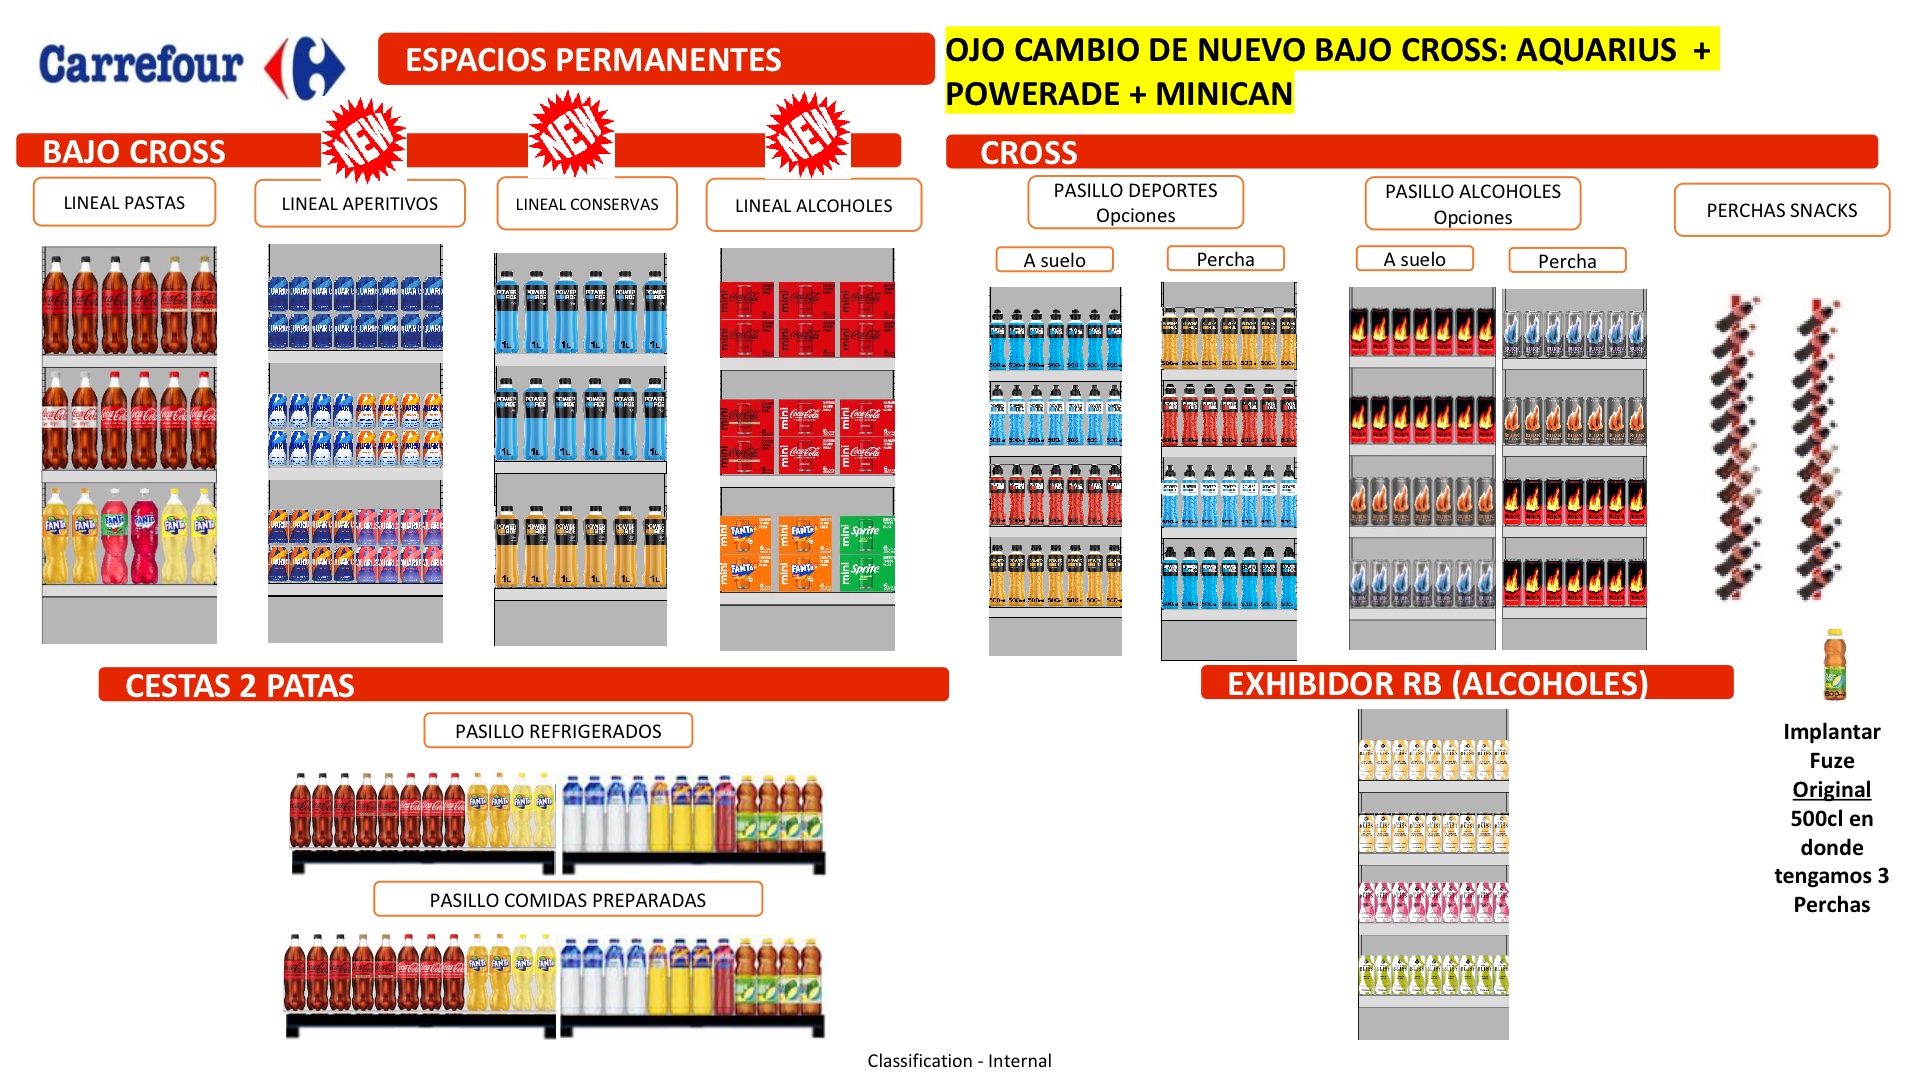 Carrefour
ESPACIOS PERMANENTES
OJO CAMBIO DE NUEVO BAJO CROSS: AQUARIUS +
POWERADE + MINICAN
BAJO CROSS
NEW
NEW
NEW
CROSS
LINEAL PASTAS
LINEAL APERITIVOS
LINEAL CONSERVAS
LINEAL ALCOHOLES
PASILLO DEPORTES
Opciones
PASILLO ALCOHOLES
Opciones
PERCHAS SNACKS
A suelo
Percha
A suelo
Percha
CESTAS 2 PATAS
PASILLO REFRIGERADOS
PASILLO COMIDAS PREPARADAS
EXHIBIDOR RB (ALCOHOLES)
Implantar
Fuze
Original
500cl en
donde
tengamos 3
Perchas
Classification - Internal